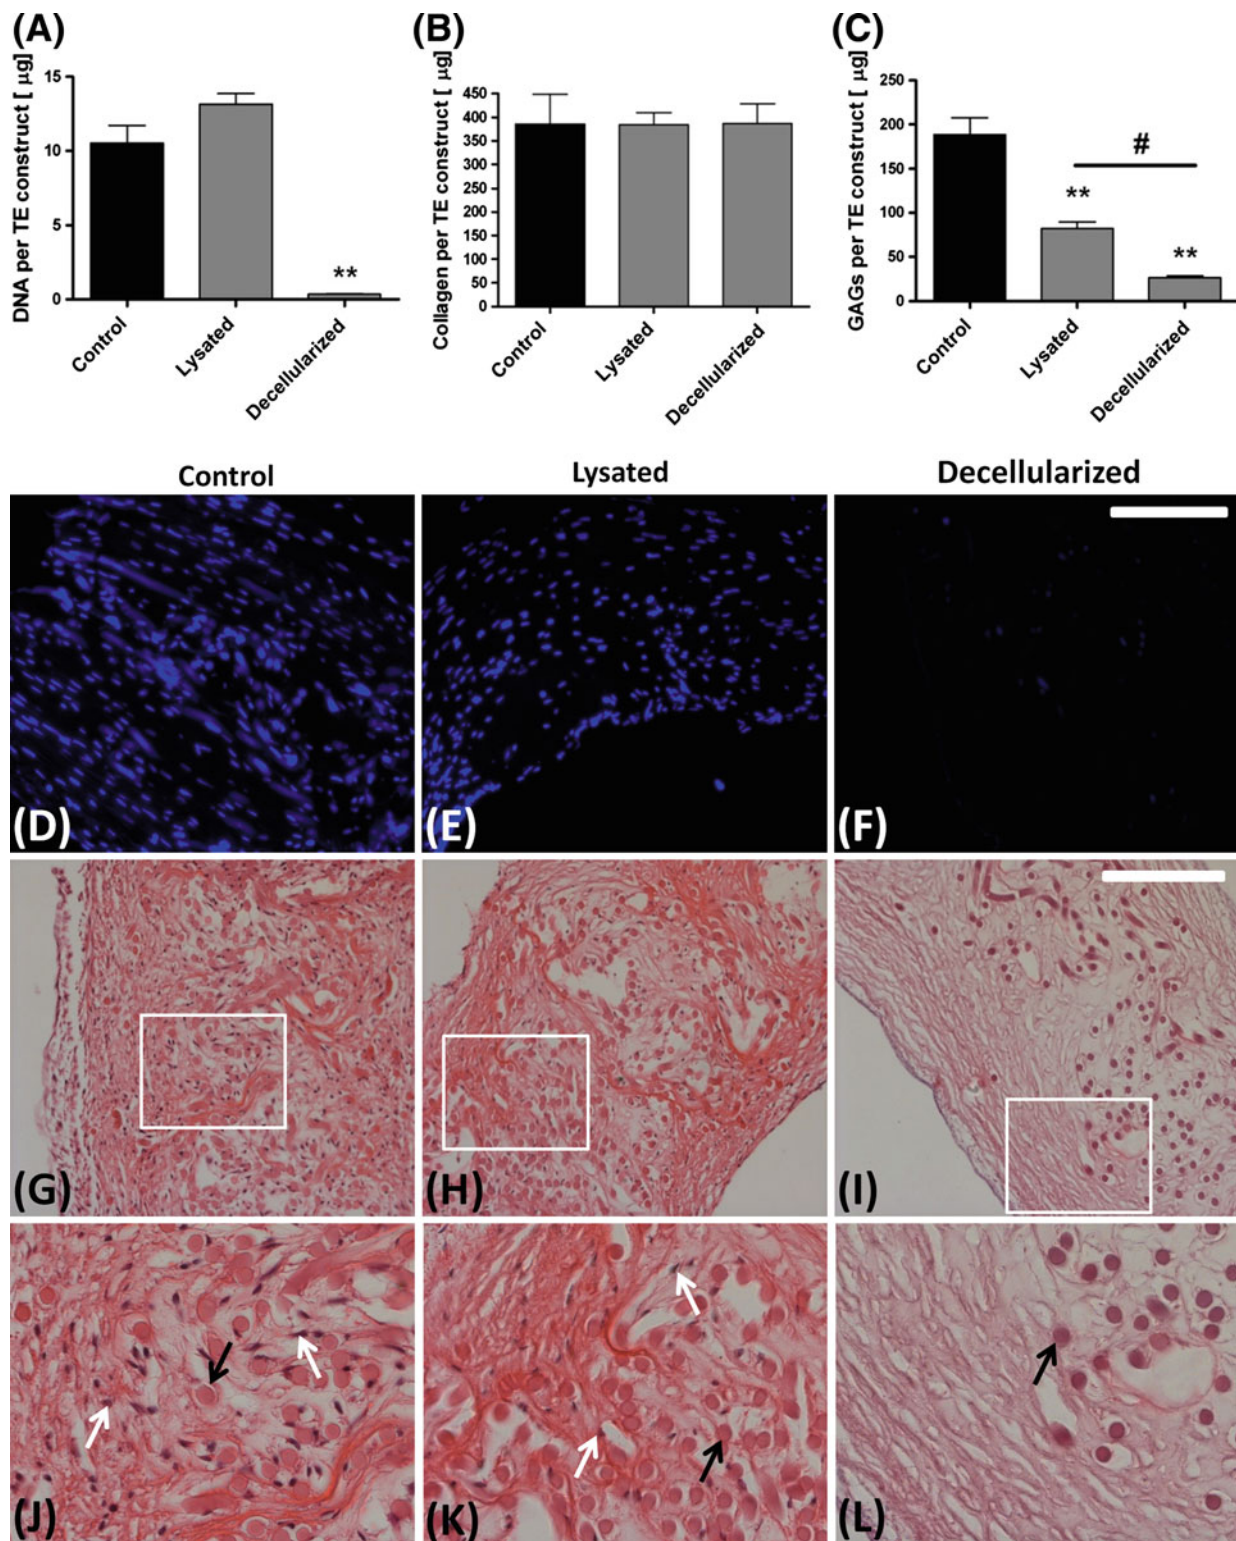 (A)
DNA per TE construct [ μg]
15
10
5
0
**
Control
Lysated
Decellularized
(B)
Collagen per TE construct [ μg]
450
400
350
300
250
200
150
100
50
0
Control
Lysated
Decellularized
(C)
GAGs per TE construct [ μg]
250
200
150
100
50
0
**
#
**
Control
Lysated
Decellularized
Control
Lysated
Decellularized
(D)
(E)
(F)
(G)
(H)
(I)
(J)
(K)
(L)